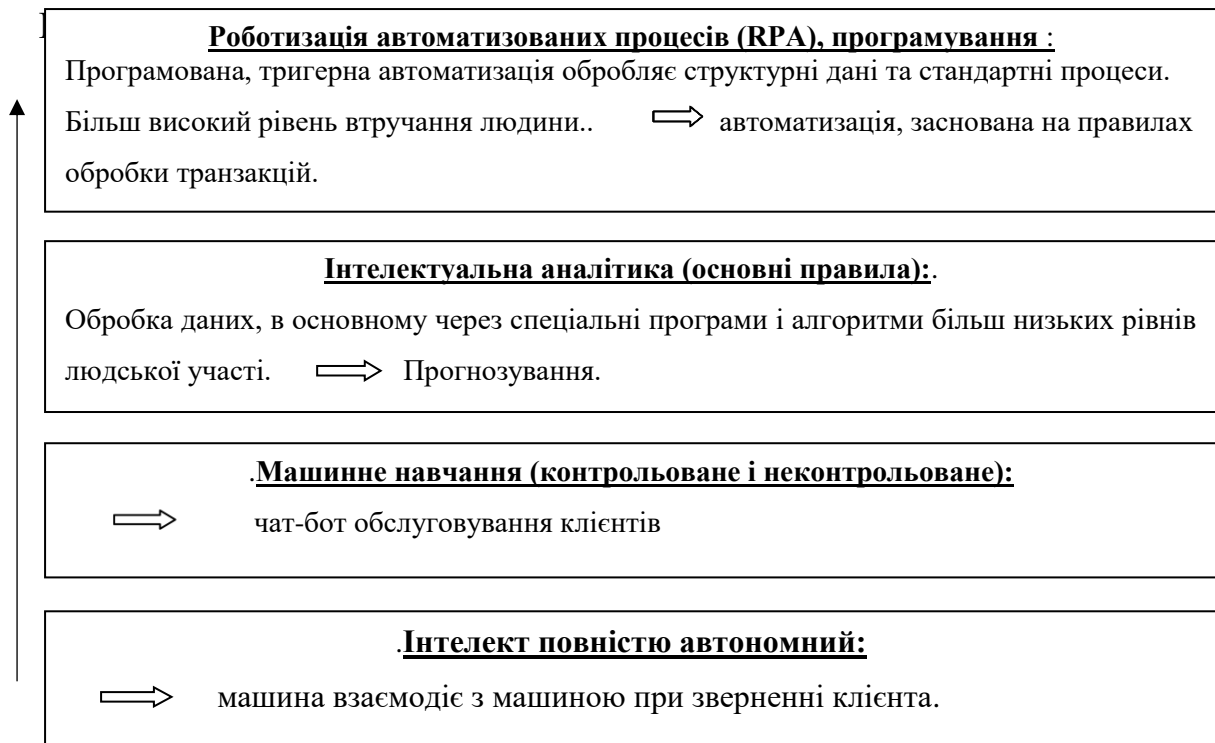 Роботизація автоматизованих процесів (RPA), програмування :
Програмована, тригерна автоматизація обробляє структурні дані та стандартні процеси.
Більш високий рівень втручання людини.. автоматизація, заснована на правилах
обробки транзакцій.
Інтелектуальна аналітика (основні правила):.
Обробка даних, в основному через спеціальні програми і алгоритми більш низьких рівнів
людської участі. Прогнозування.
.Машинне навчання (контрольоване і неконтрольоване):
чат-бот обслуговування клієнтів
.Інтелект повністю автономний:
машина взаємодіє з машиною при зверненні клієнта.